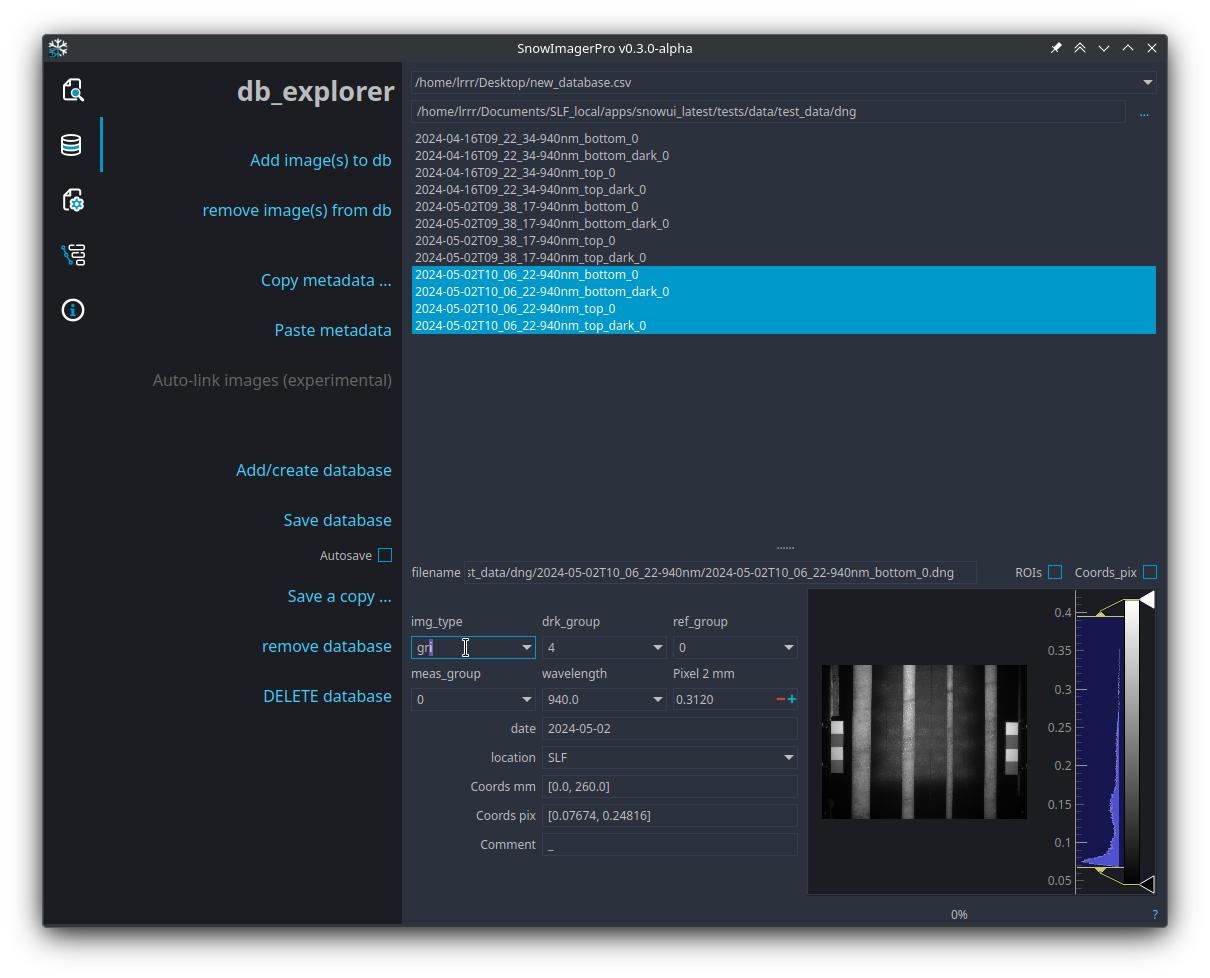 SnowImagerPro v0.3.0-alpha
db_explorer
Add image(s) to db
remove image(s) from db
Copy metadata ...
Paste metadata
Auto-link images (experimental)
Add/create database
Save database
Autosave
Save a copy ...
remove database
DELETE database
/home/lrrr/Desktop/new_database.csv
/home/lrrr/Documents/SLF_local/apps/snowui_latest/tests/data/test_data/dng
...
2024-04-16T09_22_34-940nm_bottom_0
2024-04-16T09_22_34-940nm_bottom_dark_0
2024-04-16T09_22_34-940nm_top_0
2024-04-16T09_22_34-940nm_top_dark_0
2024-05-02T09_38_17-940nm_bottom_0
2024-05-02T09_38_17-940nm_bottom_dark_0
2024-05-02T09_38_17-940nm_top_0
2024-05-02T09_38_17-940nm_top_dark_0
2024-05-02T10_06_22-940nm_bottom_0
2024-05-02T10_06_22-940nm_bottom_dark_0
2024-05-02T10_06_22-940nm_top_0
2024-05-02T10_06_22-940nm_top_dark_0
filename st_data/dng/2024-05-02T10_06_22-940nm/2024-05-02T10_06_22-940nm_bottom_0.dng
ROIs Coords_pix
img_type drk_group ref_group
gri 4 0
meas_group wavelength Pixel 2 mm
0 940.0 0.3120
date 2024-05-02
location SLF
Coords mm [0.0, 260.0]
Coords pix [0.07674, 0.24816]
Comment _
0.4
0.35
0.3
0.25
0.2
0.15
0.1
0.05
0% ?